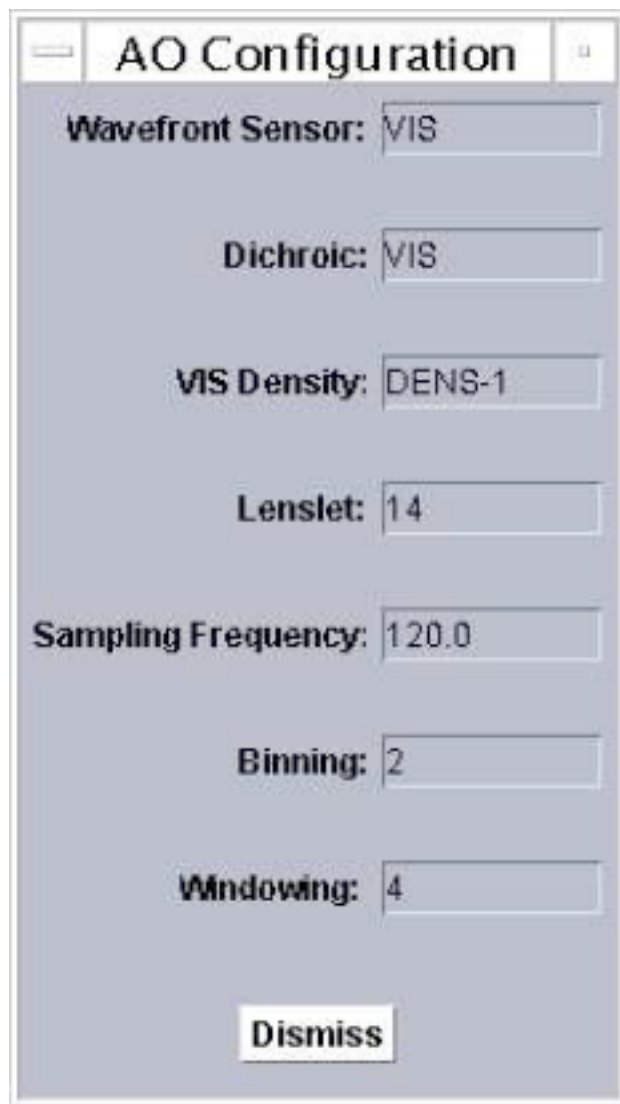 AO Configuration
Wavefront Sensor: VIS
Dichroic: VIS
VIS Density: DENS-1
Lenslet: 14
Sampling Frequency: 120.0
Binning: 2
Windowing: 4
Dismiss